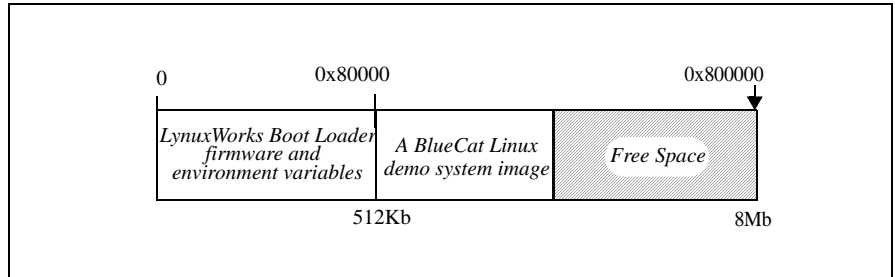 0
0x80000
0x800000
LynuxWorks Boot Loader
firmware and
environment variables
A BlueCat Linux
demo system image
Free Space
512Kb
8Mb